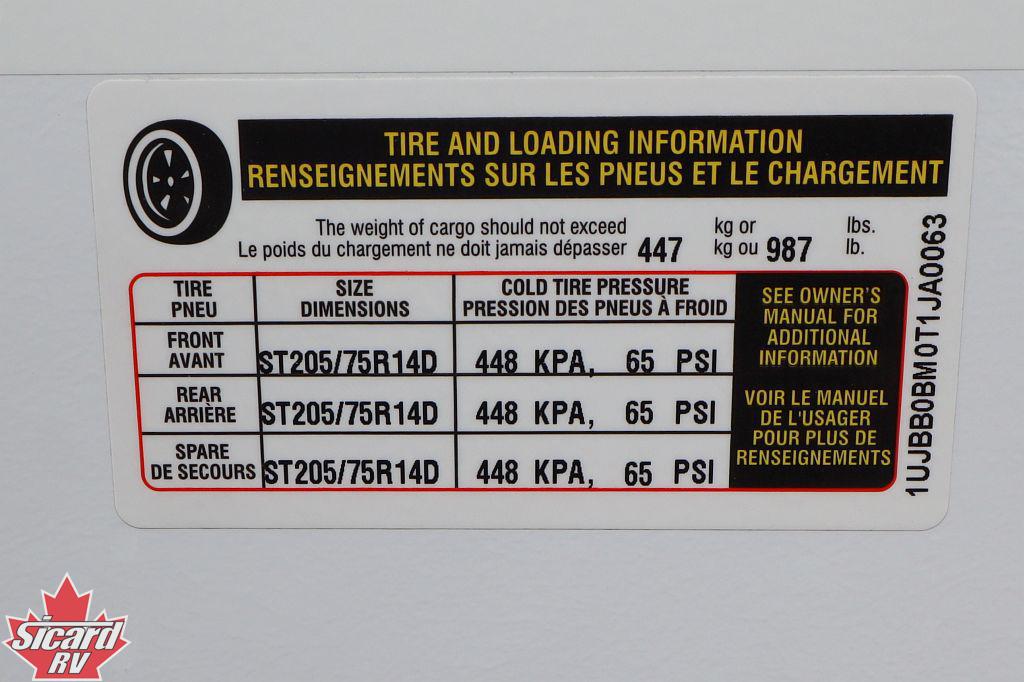 TIRE AND LOADING INFORMATION
RENSEIGNEMENTS SUR LES PNEUS ET LE CHARGEMENT
The weight of cargo should not exceed kg or lbs.
Le poids du chargement ne doit jamais dépasser 447 kg ou 987 lb.
TIRE SIZE COLD TIRE PRESSURE
PNEU DIMENSIONS PRESSION DES PNEUS À FROID
FRONT
AVANT ST205/75R14D 448 KPA, 65 PSI
REAR
ARRIÈRE ST205/75R14D 448 KPA, 65 PSI
SPARE
DE SECOURS ST205/75R14D 448 KPA, 65 PSI
SEE OWNER'S
MANUAL FOR
ADDITIONAL
INFORMATION
VOIR LE MANUEL
DE L'USAGER
POUR PLUS DE
RENSEIGNEMENTS
1UJBB0BM0T1JA0063
Sicard
RV